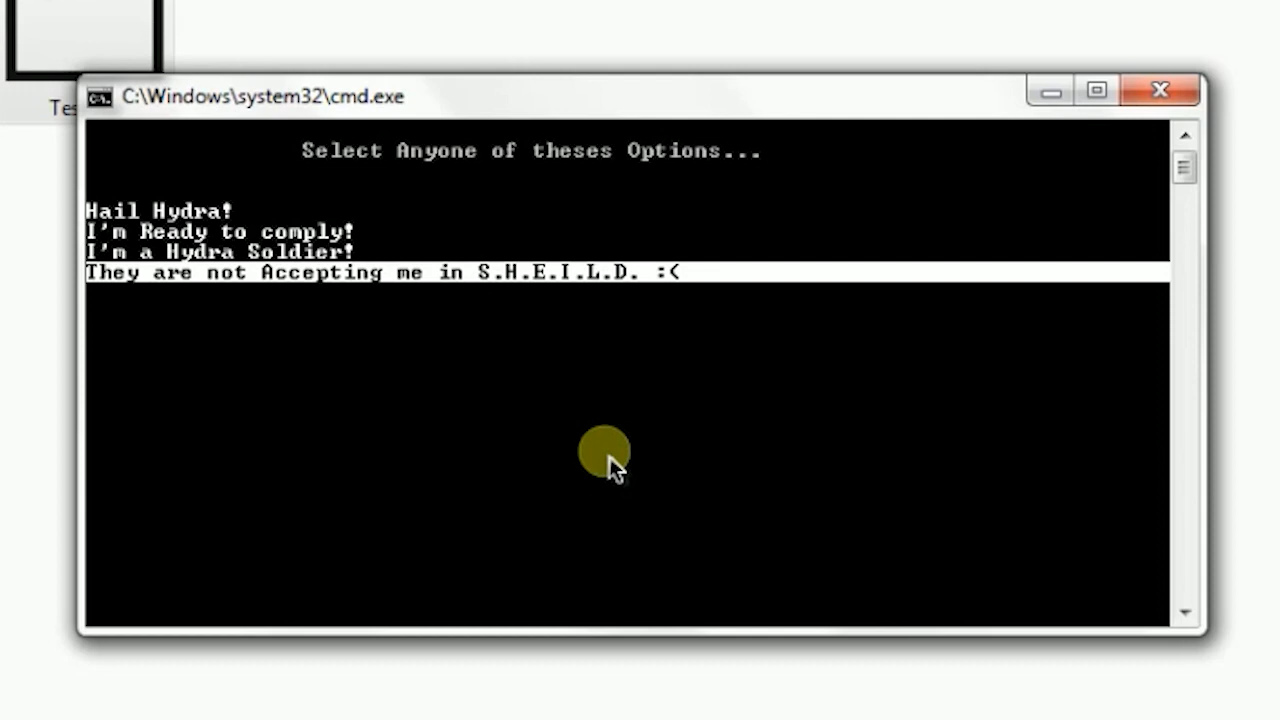 Tes
C:\Windows\system32\cmd.exe
Select Anyone of theses Options...
Hail Hydra!
I'm Ready to comply!
I'm a Hydra Soldier!
They are not Accepting me in S.H.E.I.L.D. :<